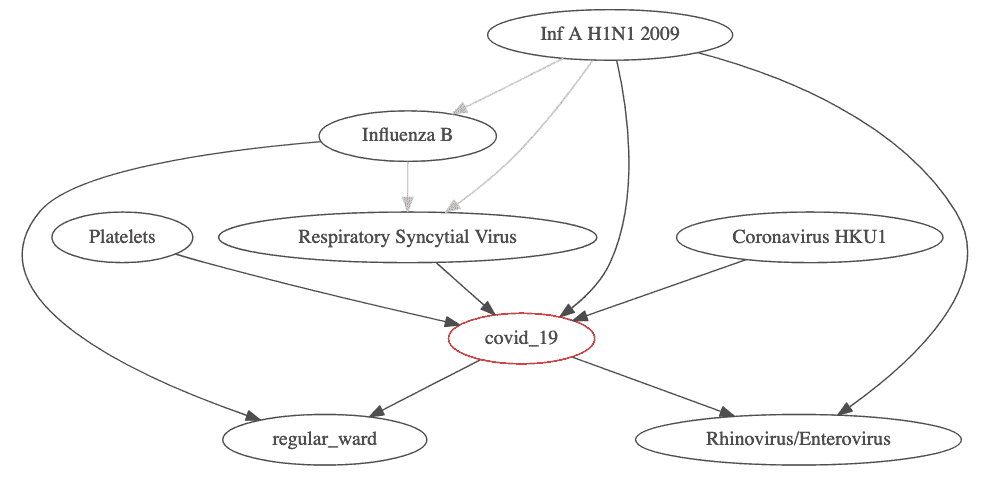 Inf A H1N1 2009
Influenza B
Platelets
Respiratory Syncytial Virus
Coronavirus HKU1
covid_19
regular_ward
Rhinovirus/Enterovirus